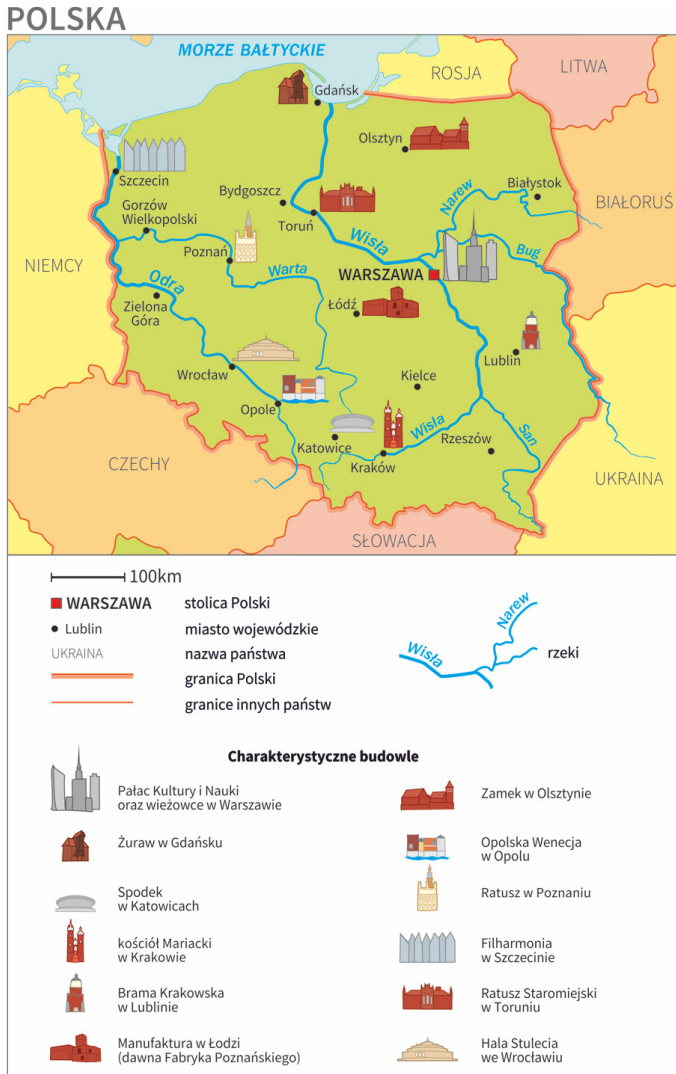 POLSKA
MORZE BAŁTYCKIE
ROSJA
LITWA
Gdańsk
Olsztyn
Szczecin
Bydgoszcz
Toruń
Narew
Białystok
BIAŁORUŚ
Gorzów
Wielkopolski
Poznań
Wisła
Bug
NIEMCY
Odra
Warta
WARSZAWA
Zielona
Góra
Łódź
Wrocław
Kielce
Lublin
Opole
Katowice
Wisła
Kraków
Rzeszów
San
CZECHY
UKRAINA
SŁOWACJA
100km
WARSZAWA stolica Polski
Lublin miasto wojewódzkie
UKRAINA nazwa państwa
granica Polski
granice innych państw
Wisła
Narew
rzeki
Charakterystyczne budowle
Pałac Kultury i Nauki
oraz wieżowce w Warszawie
Żuraw w Gdańsku
Spodek
w Katowicach
kościół Mariacki
w Krakowie
Brama Krakowska
w Lublinie
Manufaktura w Łodzi
(dawna Fabryka Poznańskiego)
Zamek w Olsztynie
Opolska Wenecja
w Opolu
Ratusz w Poznaniu
Filharmonia
w Szczecinie
Ratusz Staromiejski
w Toruniu
Hala Stulecia
we Wrocławiu